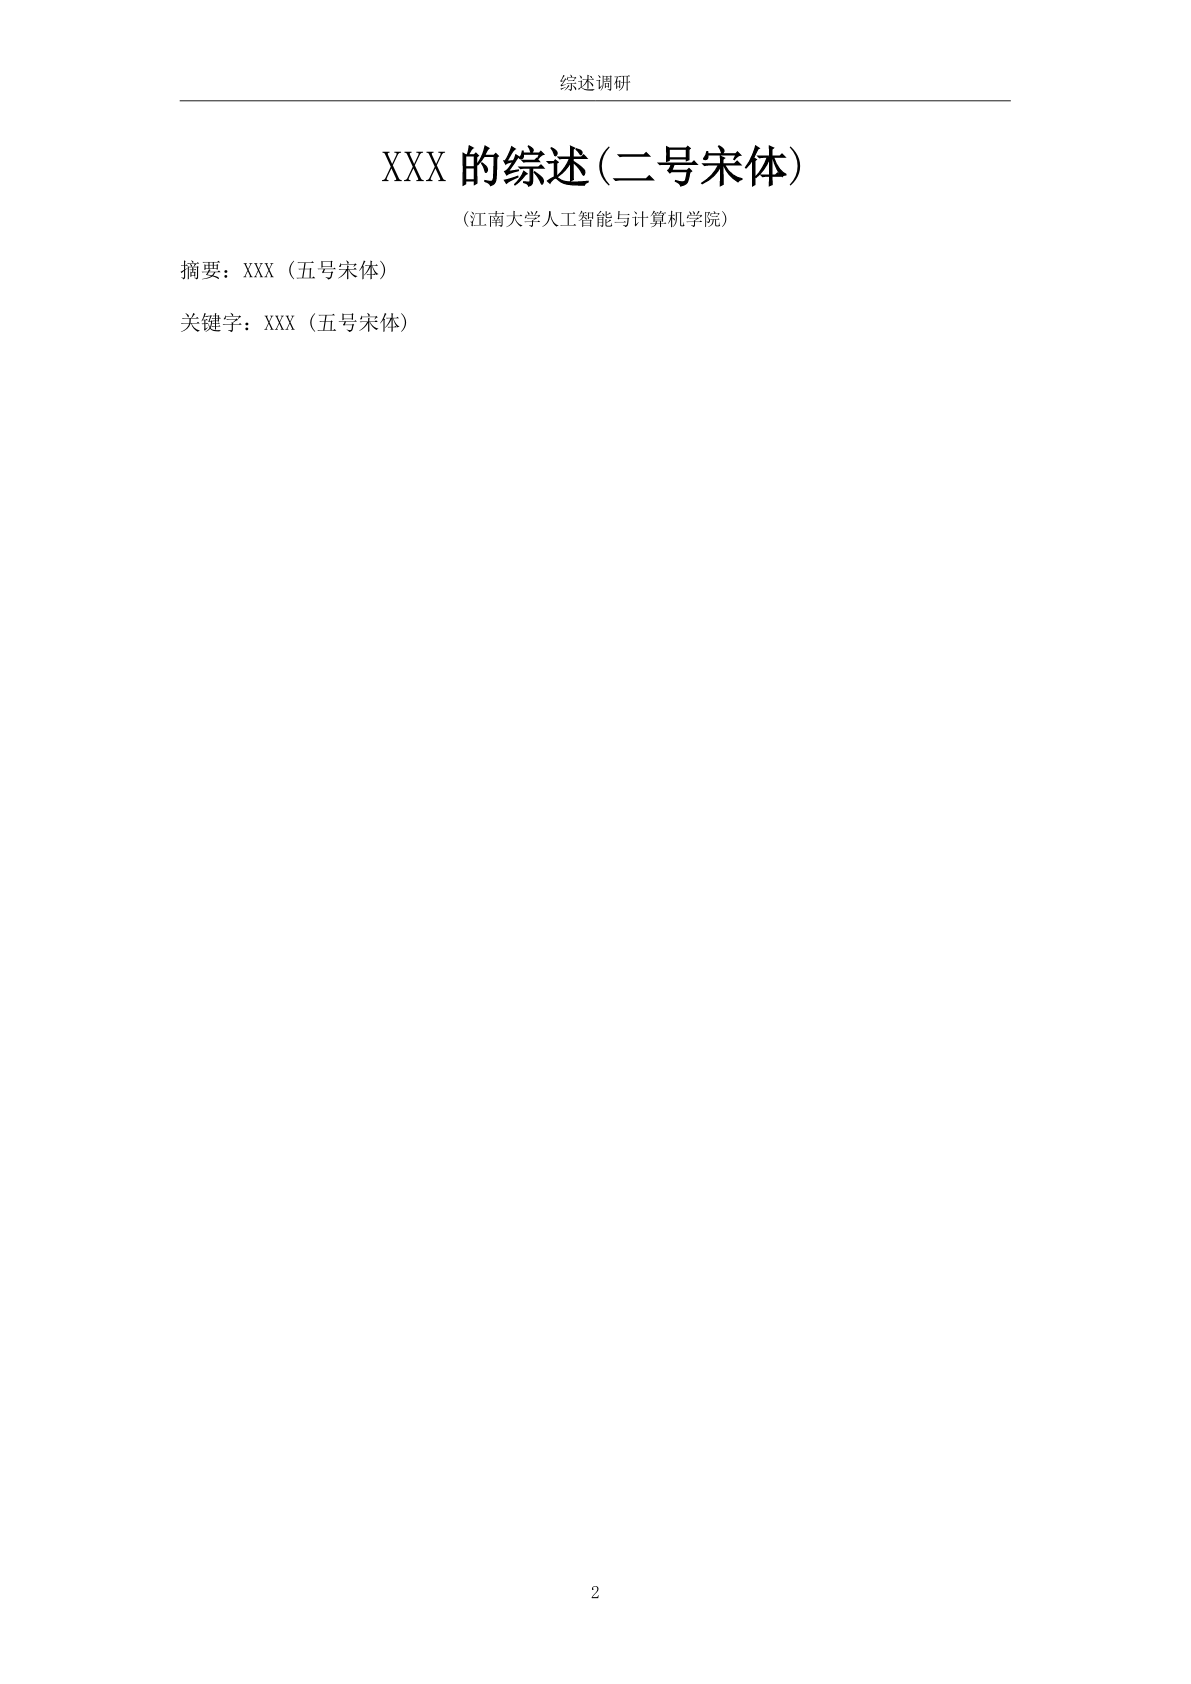 综述调研
XXX 的综述(二号宋体)
(江南大学人工智能与计算机学院)
摘要：XXX (五号宋体)
关键字：XXX (五号宋体)
2